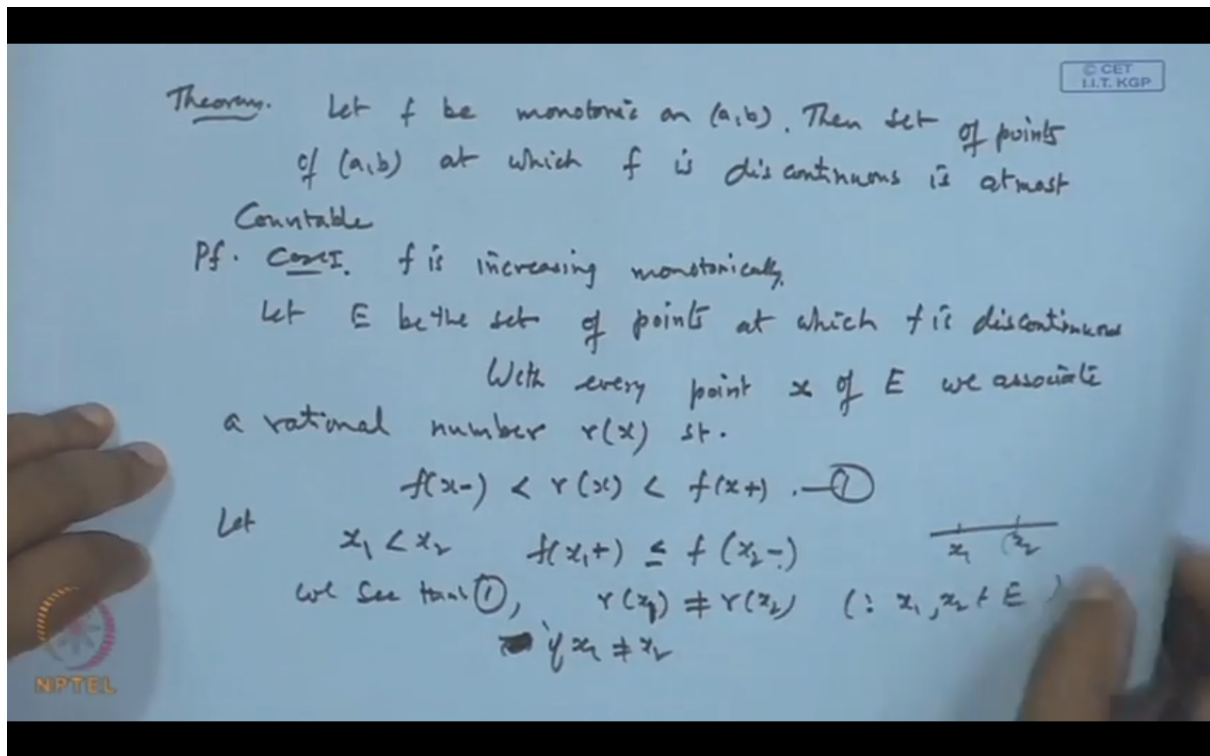 © CET
I.I.T. KGP
Theorem. Let f be monotonic on (a,b). Then set of points
of (a,b) at which f is discontinuous is atmost
Countable
Pf. Case I. f is increasing monotonically.
Let E be the set of points at which f is discontinuous
With every point x of E we associate
a rational number r(x) st.
f(x-) < r(x) < f(x+) . — ①
Let x₁ < x₂ f(x₁+) ≤ f(x₂-) x₁ x₂
We see that ①, r(x₁) ≠ r(x₂) (∵ x₁, x₂ ∈ E )
if x₁ ≠ x₂
NPTEL